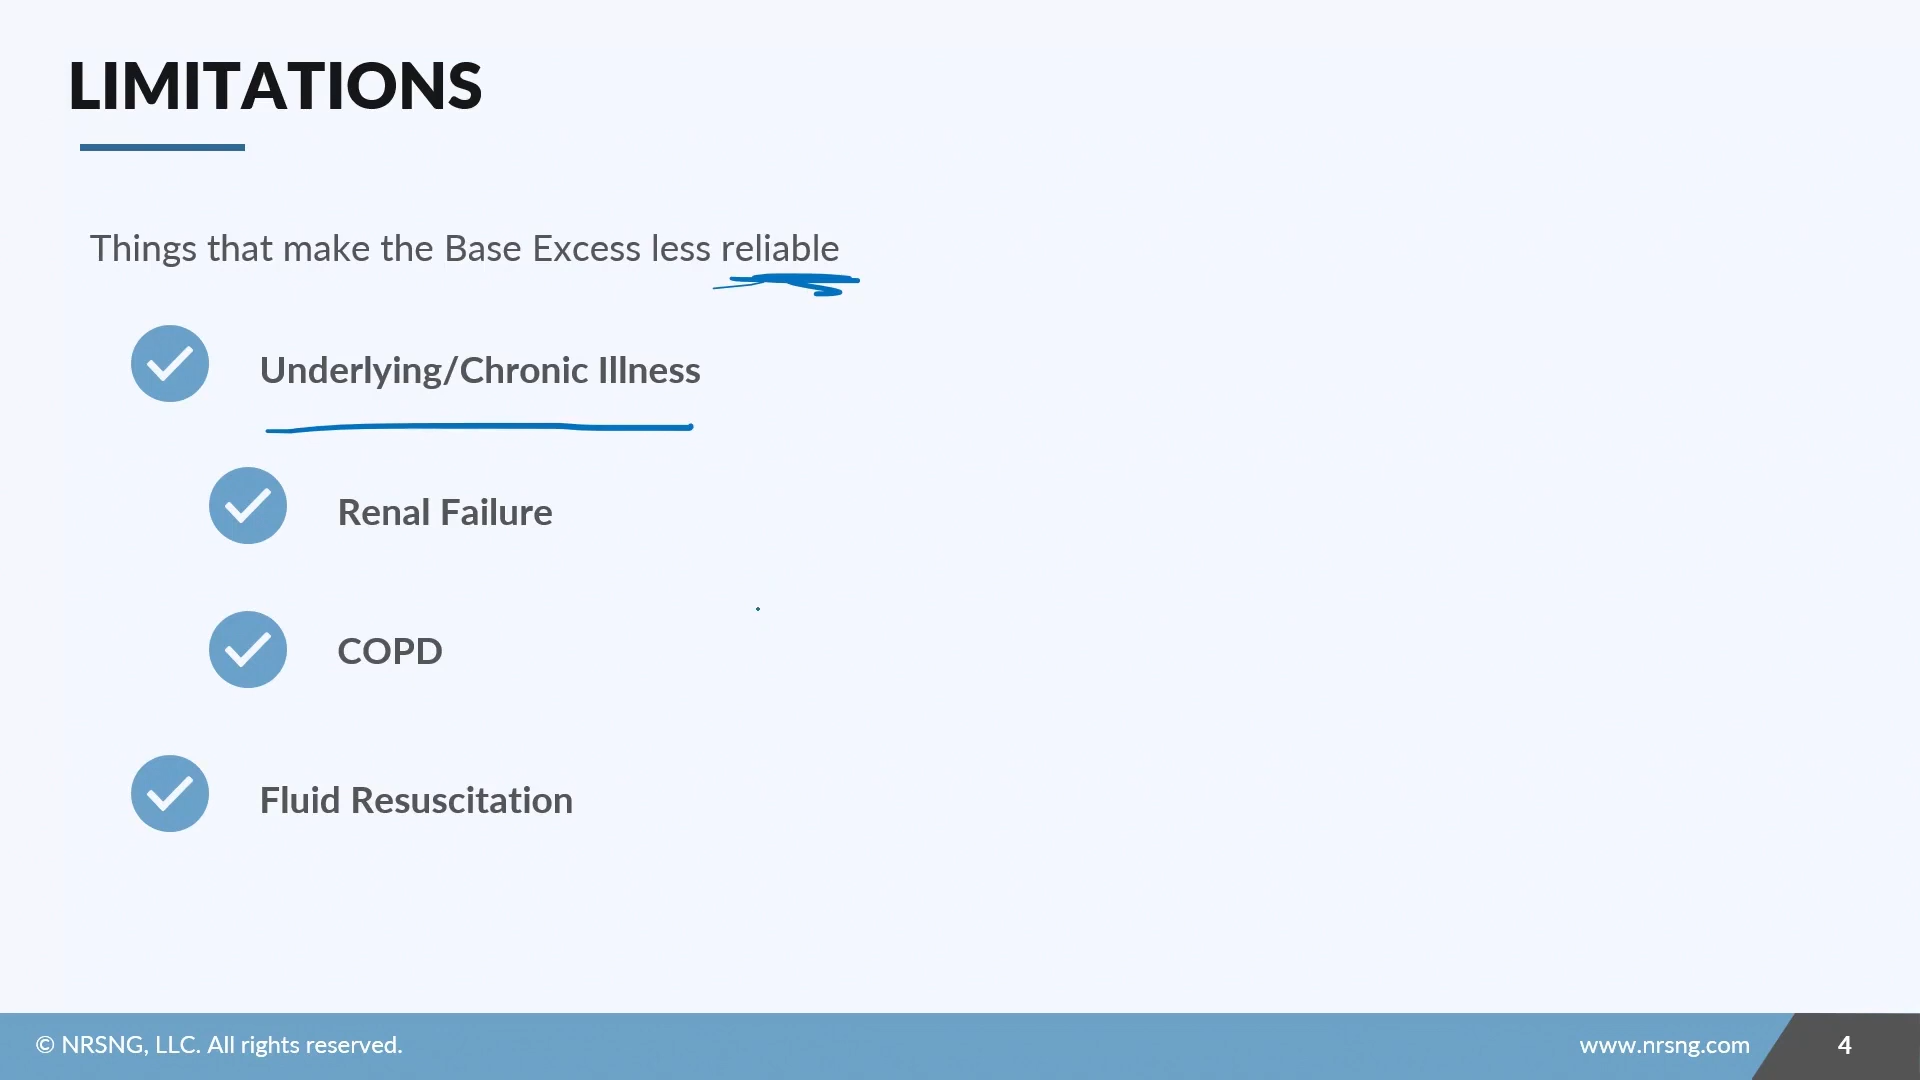 LIMITATIONS
Things that make the Base Excess less reliable
Underlying/Chronic Illness
Renal Failure
COPD
Fluid Resuscitation
© NRSNG, LLC. All rights reserved.
www.nrsng.com
4